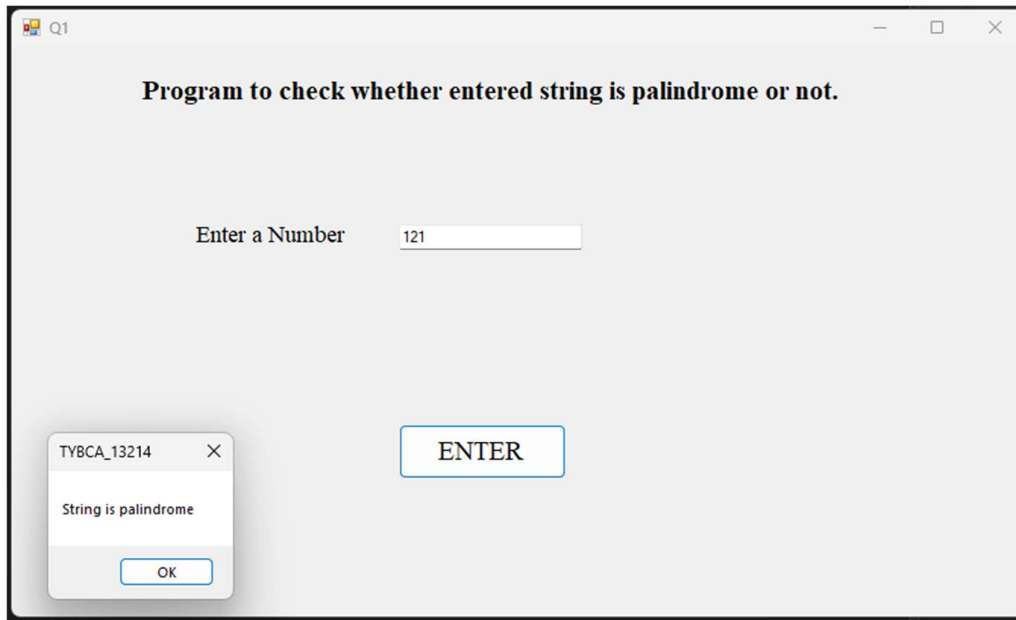 Q1
Program to check whether entered string is palindrome or not.
Enter a Number 121
ENTER
TYBCA_13214
String is palindrome
OK